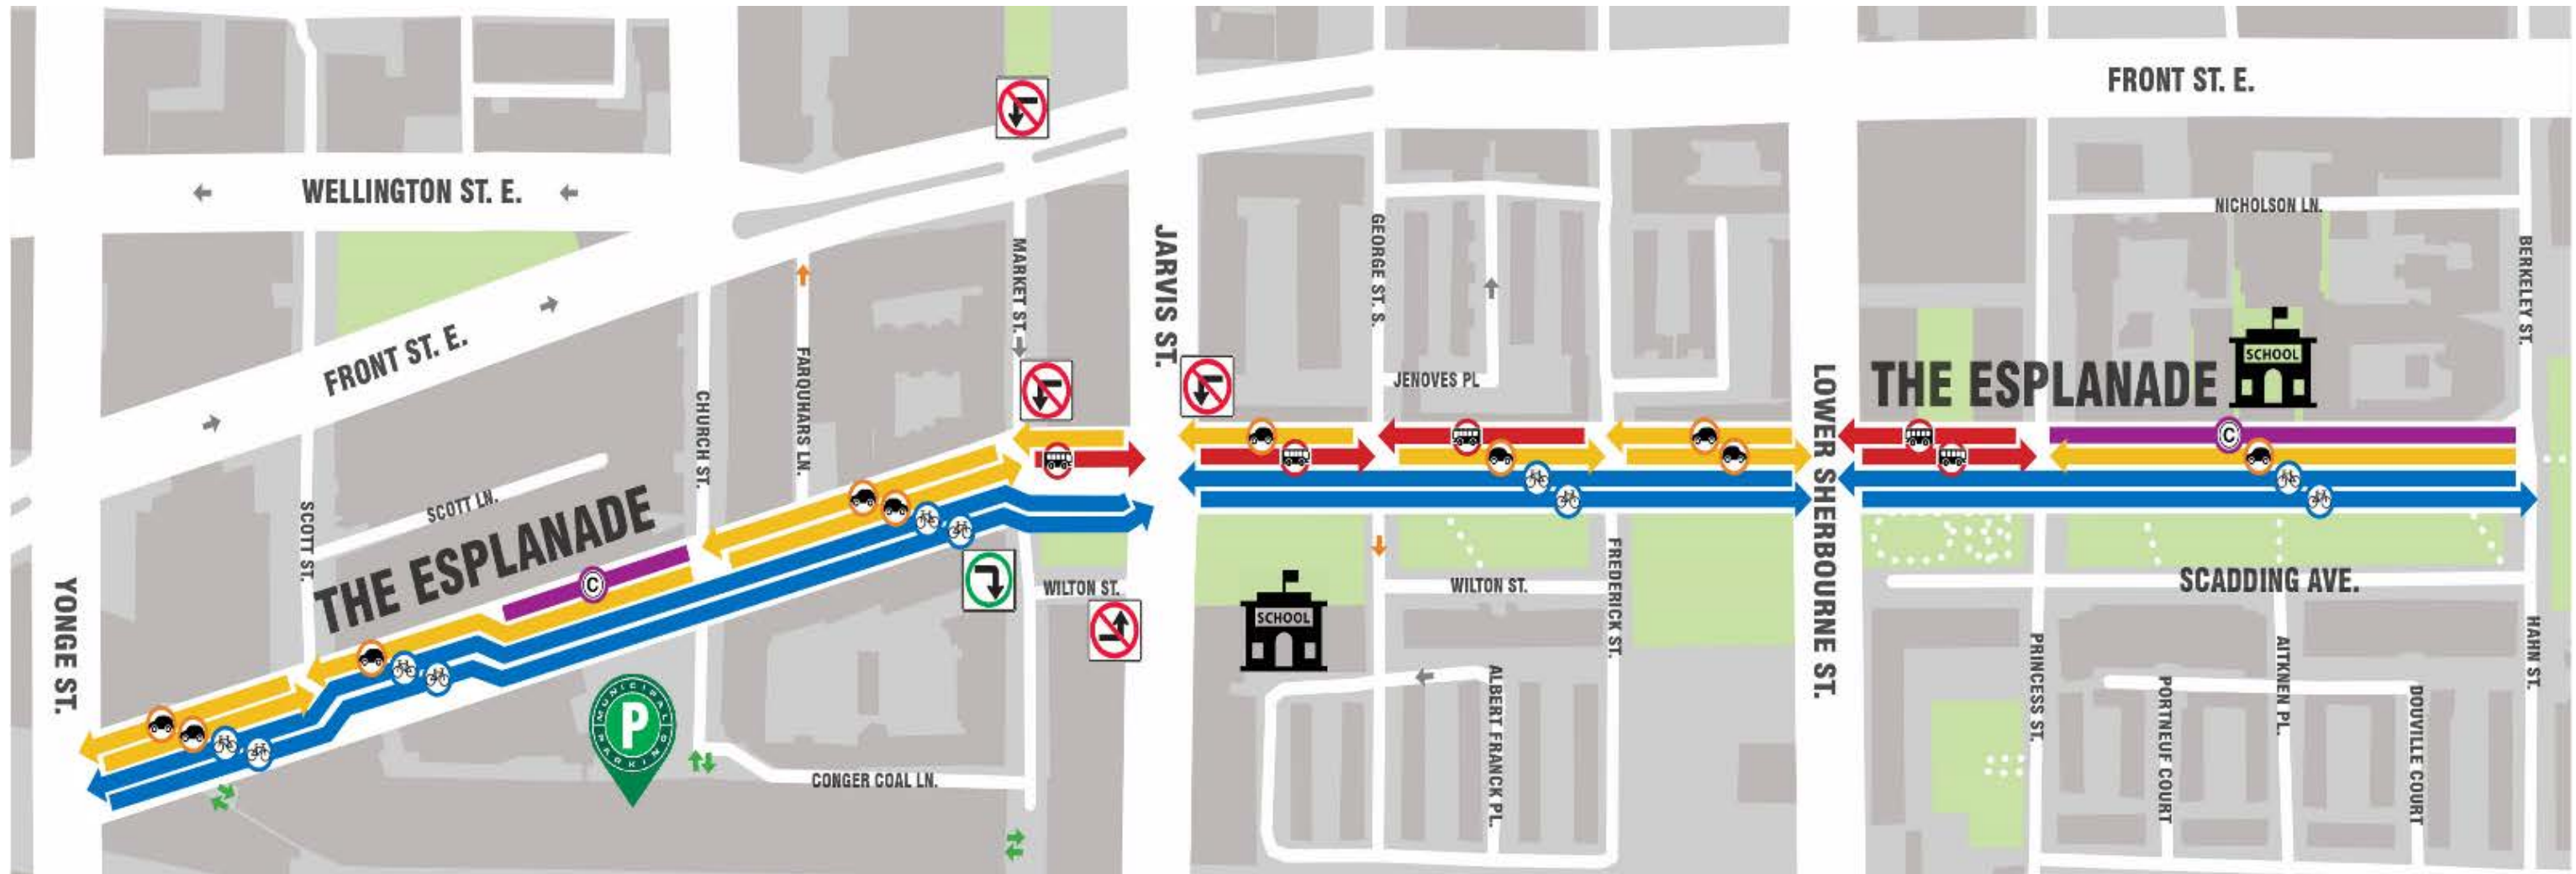 FRONT ST. E.
WELLINGTON ST. E.
NICHOLSON LN.
JARVIS ST.
GEORGE ST. S.
MARKET ST.
BERKELEY ST.
FRONT ST. E.
FARQUHARS LN.
CHURCH ST.
JENOVES PL
LOWER SHERBOURNE ST.
THE ESPLANADE
SCHOOL
C
SCOTT LN.
SCOTT ST.
THE ESPLANADE
C
YONGE ST.
WILTON ST.
WILTON ST.
FREDERICK ST.
SCADDING AVE.
SCHOOL
HAHN ST.
PRINCESS ST.
AITKNEN PL.
PORTNEUF COURT
DOUVILLE COURT
ALBERT FRANCK PL.
MUNICIPAL
P
PARKING
CONGER COAL LN.